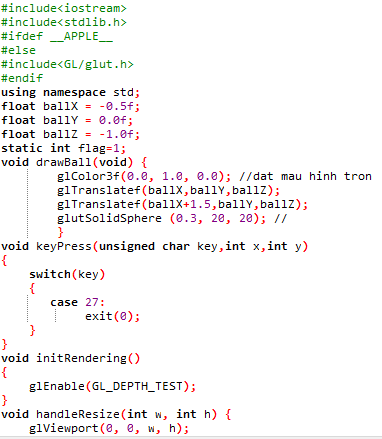 #include<iostream>
#include<stdlib.h>
#ifdef __APPLE__
#else
#include<GL/glut.h>
#endif
using namespace std;
float ballX = -0.5f;
float ballY = 0.0f;
float ballZ = -1.0f;
static int flag=1;
void drawBall(void) {
        glColor3f(0.0, 1.0, 0.0); //dat mau hinh tron
        glTranslatef(ballX,ballY,ballZ);
        glTranslatef(ballX+1.5,ballY,ballZ);
        glutSolidSphere (0.3, 20, 20); //
        }
void keyPress(unsigned char key,int x,int y)
{
    switch(key)
    {
       case 27:
            exit(0);
    }
}
void initRendering()
{
    glEnable(GL_DEPTH_TEST);
}
void handleResize(int w, int h) {
    glViewport(0, 0, w, h);